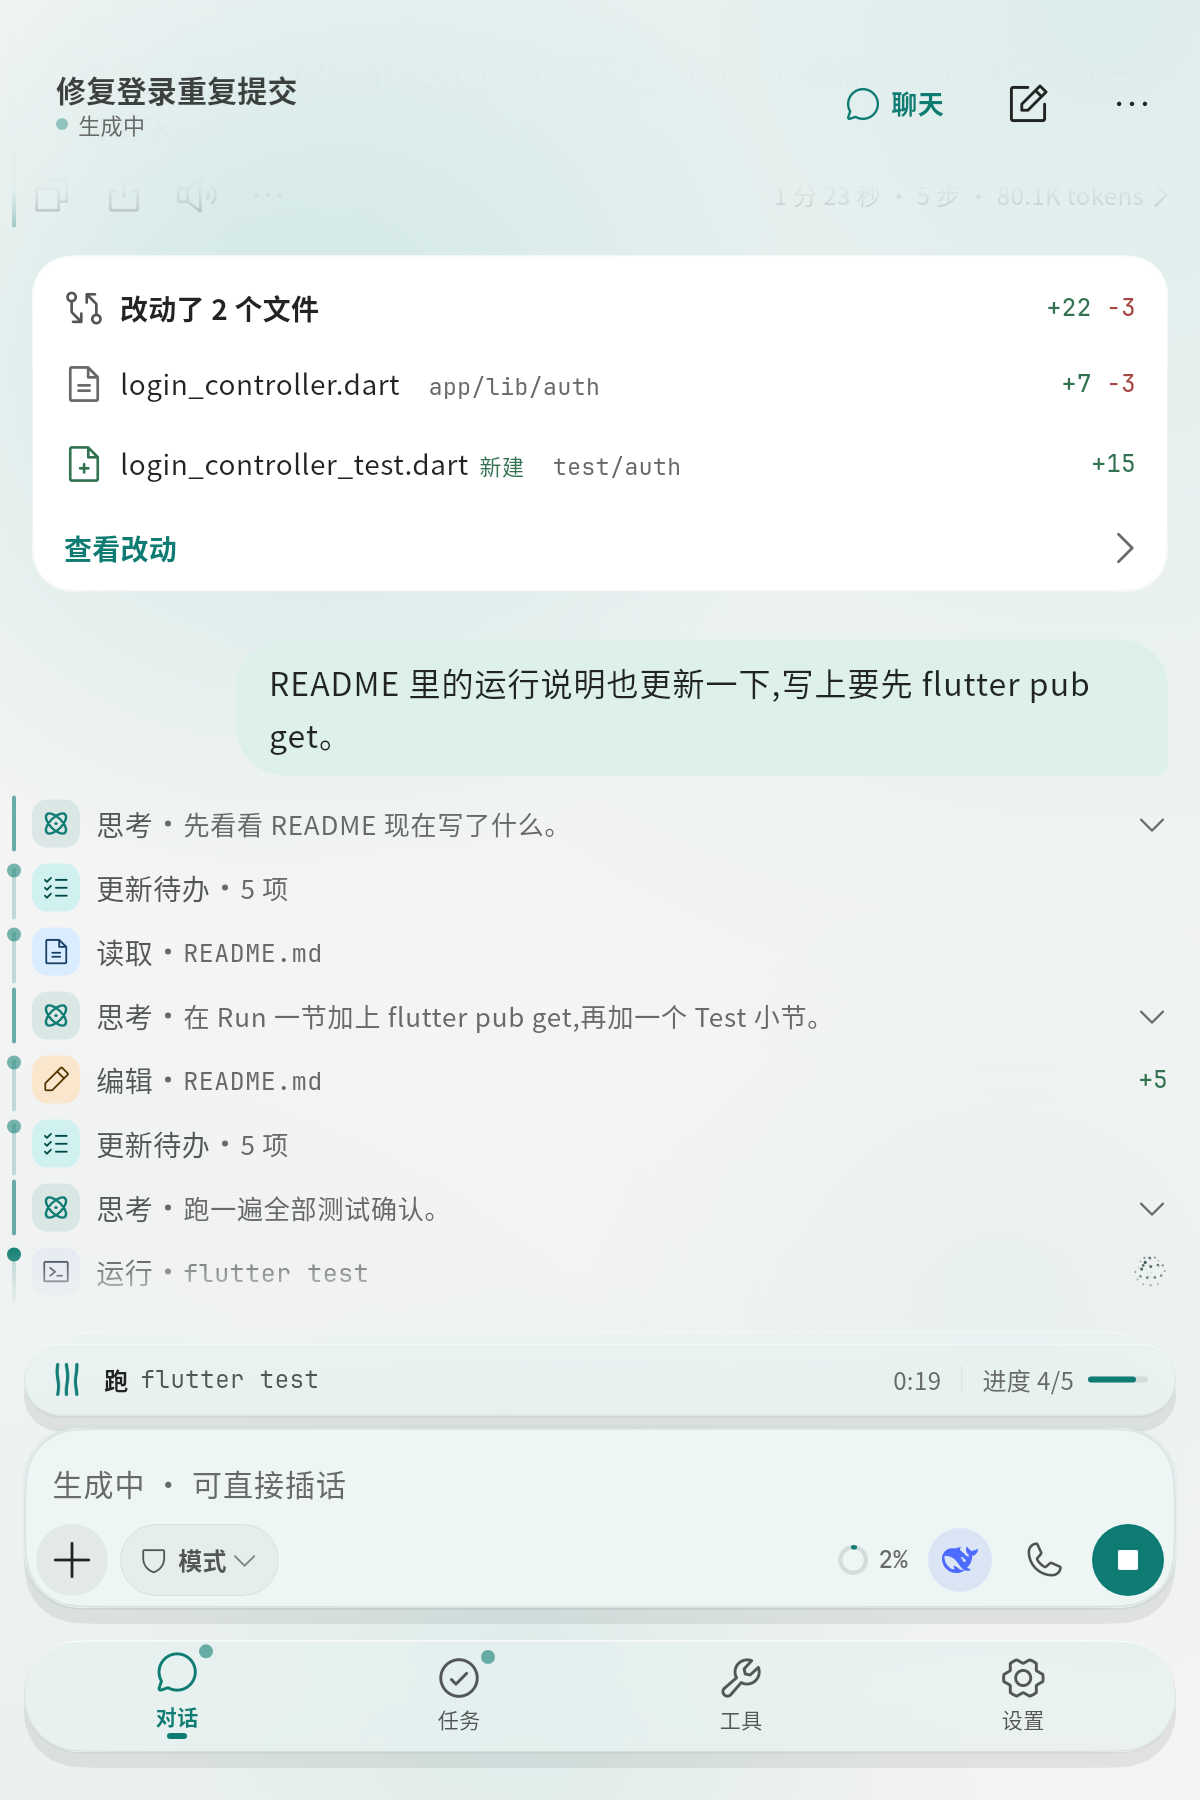 修复登录重复提交
生成中
聊天
1 分 23 秒 · 5 步 · 80.1K tokens
改动了 2 个文件 +22 -3
login_controller.dart app/lib/auth +7 -3
login_controller_test.dart 新建 test/auth +15
查看改动
README 里的运行说明也更新一下,写上要先 flutter pub
get。
思考 · 先看看 README 现在写了什么。
更新待办 · 5 项
读取 · README.md
思考 · 在 Run 一节加上 flutter pub get,再加一个 Test 小节。
编辑 · README.md +5
更新待办 · 5 项
思考 · 跑一遍全部测试确认。
运行 · flutter test
跑 flutter test 0:19 进度 4/5
生成中 · 可直接插话
模式 2%
对话 任务 工具 设置